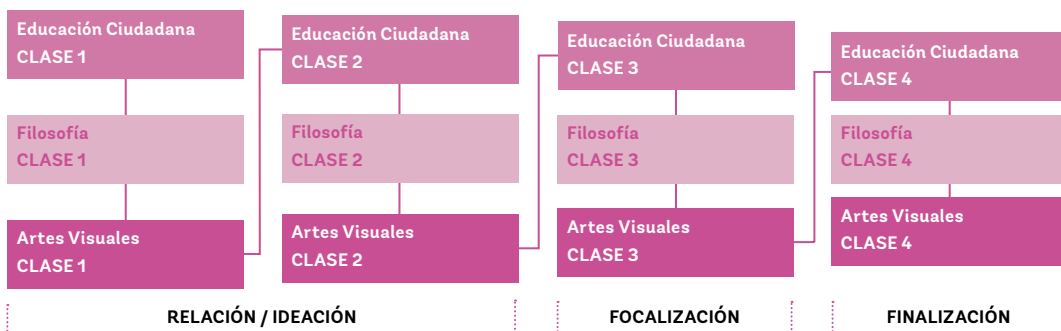 Educación Ciudadana
CLASE 1
Filosofía
CLASE 1
Artes Visuales
CLASE 1
Educación Ciudadana
CLASE 2
Filosofía
CLASE 2
Artes Visuales
CLASE 2
Educación Ciudadana
CLASE 3
Filosofía
CLASE 3
Artes Visuales
CLASE 3
Educación Ciudadana
CLASE 4
Filosofía
CLASE 4
Artes Visuales
CLASE 4
RELACIÓN / IDEACIÓN
FOCALIZACIÓN
FINALIZACIÓN